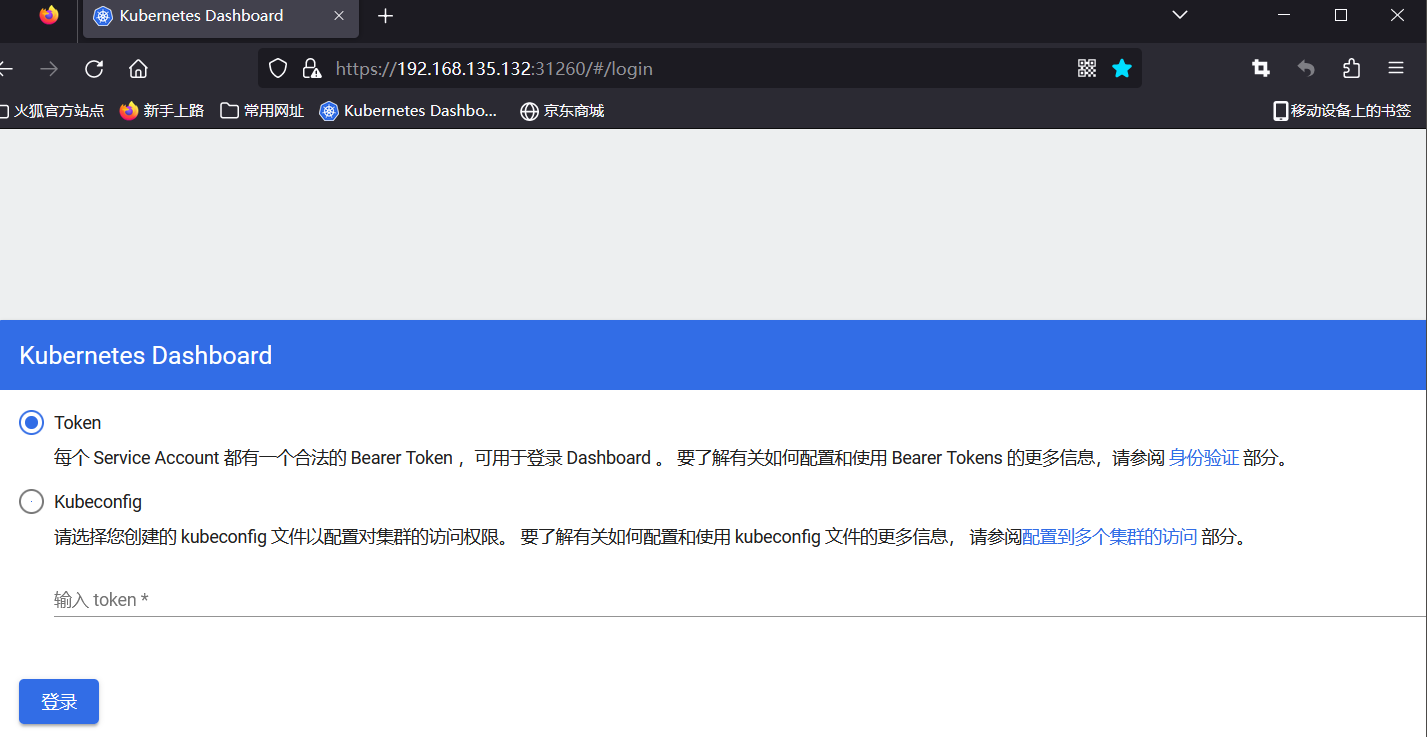 Kubernetes Dashboard
https://192.168.135.132:31260/#/login
火狐官方站点 新手上路 常用网址 Kubernetes Dashbo... 京东商城 移动设备上的书签
Kubernetes Dashboard
Token
每个 Service Account 都有一个合法的 Bearer Token ，可用于登录 Dashboard 。 要了解有关如何配置和使用 Bearer Tokens 的更多信息，请参阅 身份验证 部分。
Kubeconfig
请选择您创建的 kubeconfig 文件以配置对集群的访问权限。 要了解有关如何配置和使用 kubeconfig 文件的更多信息， 请参阅配置到多个集群的访问 部分。
输入 token *
登录